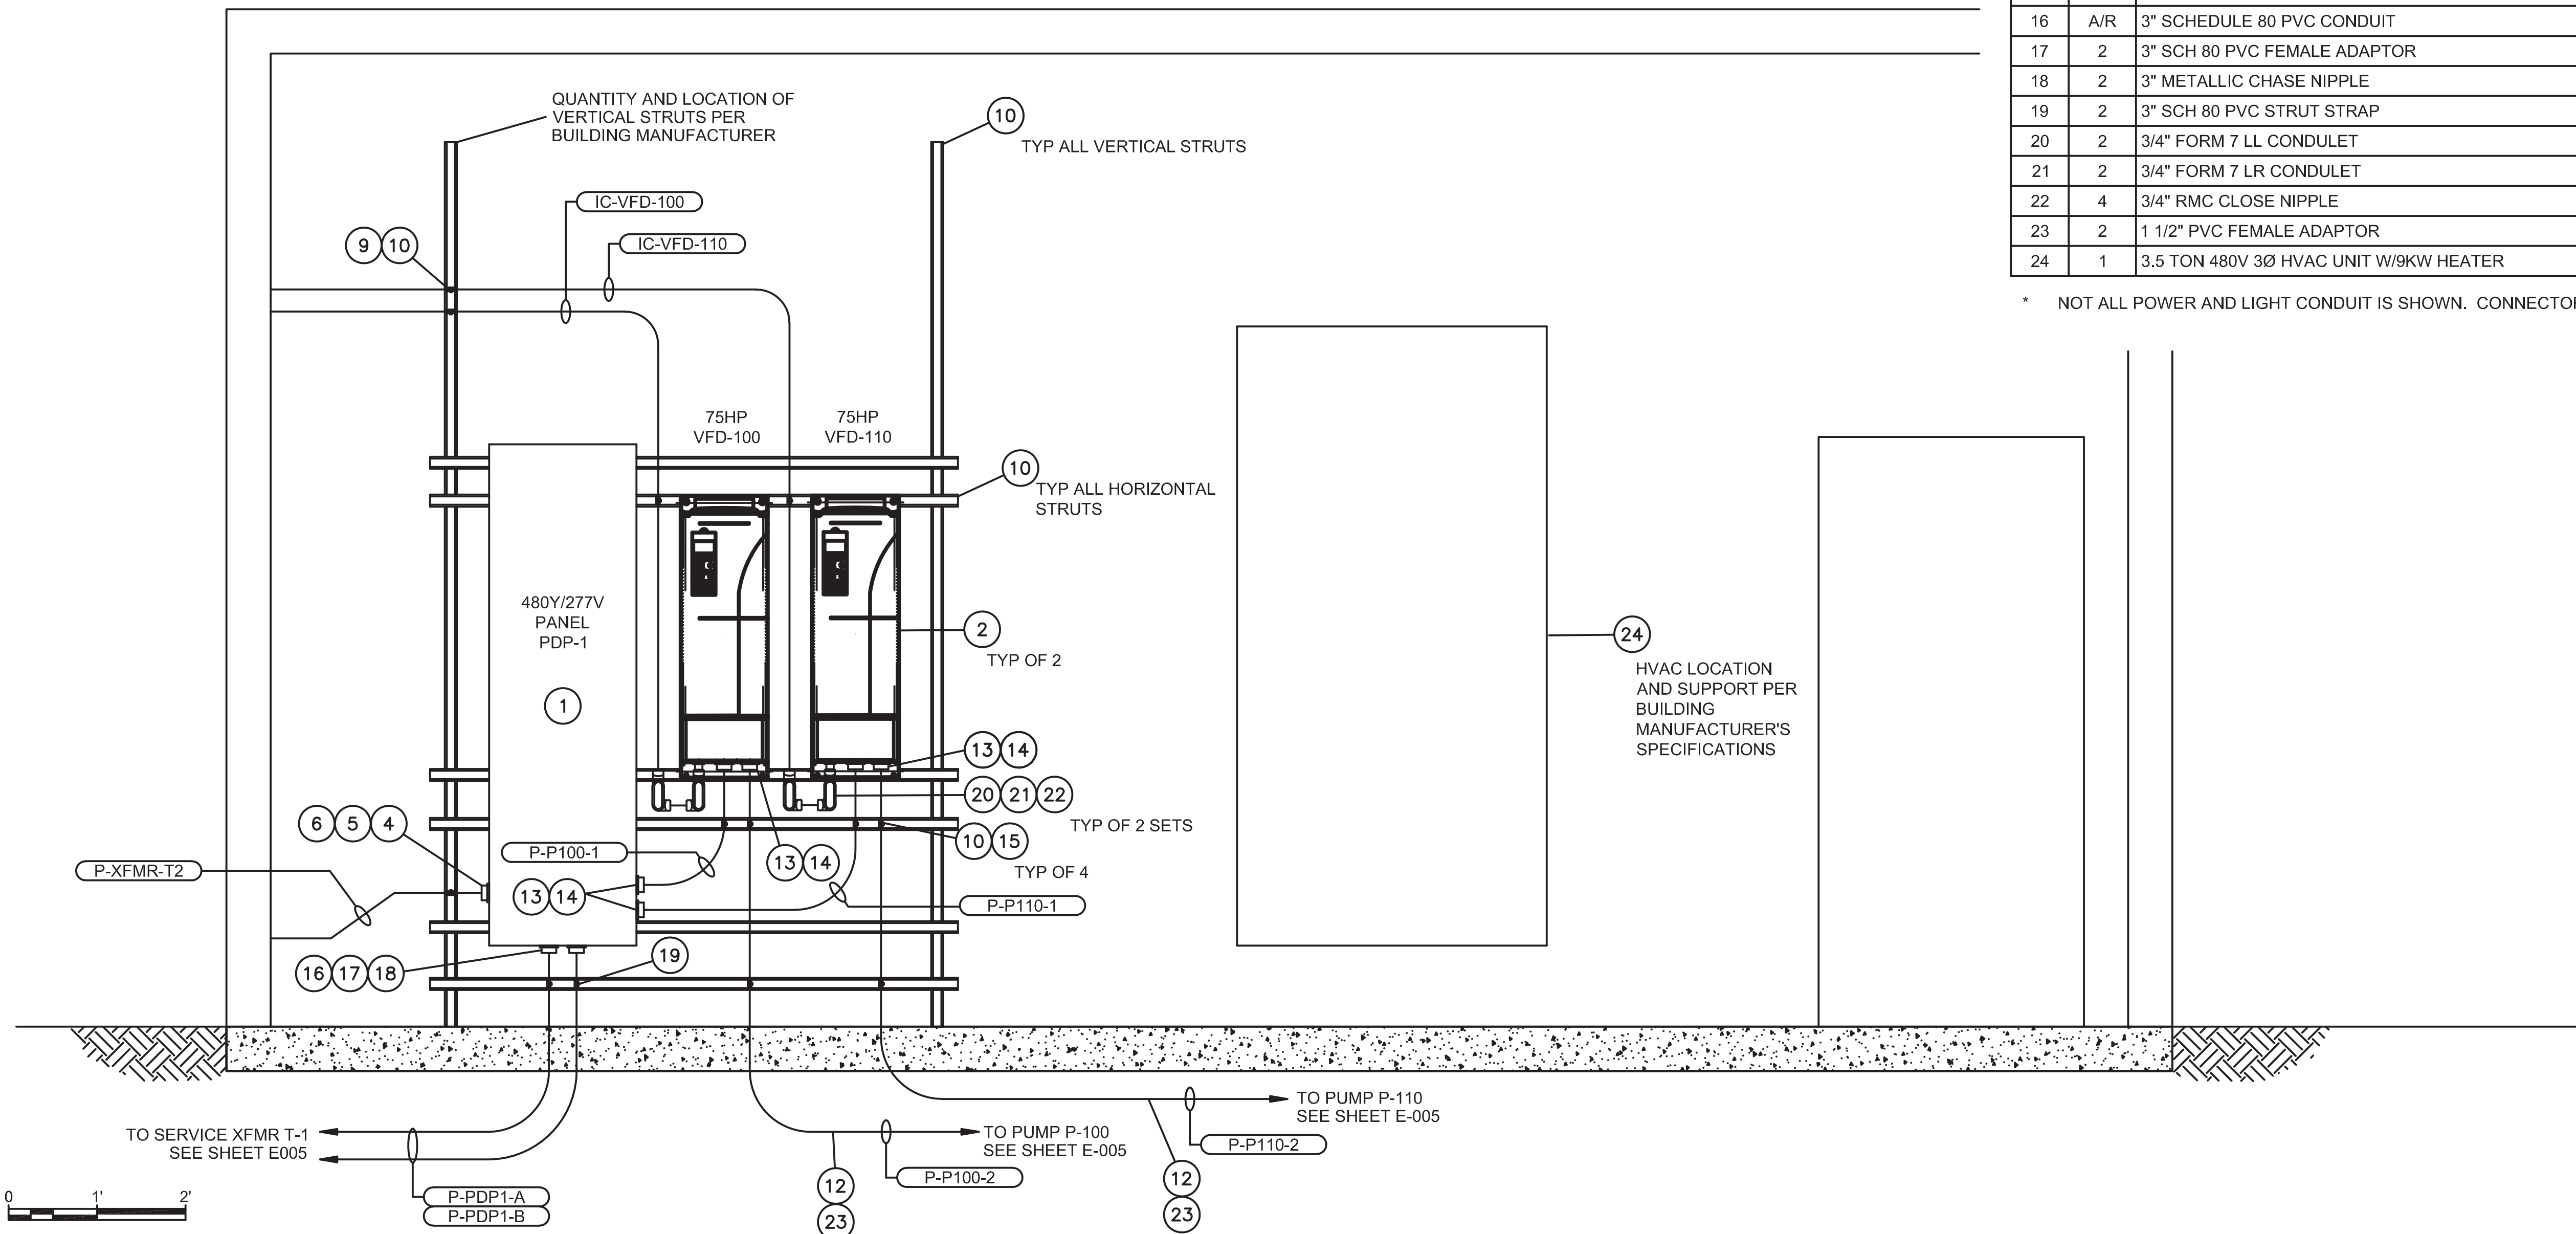 16 A/R 3" SCHEDULE 80 PVC CONDUIT
17 2 3" SCH 80 PVC FEMALE ADAPTOR
18 2 3" METALLIC CHASE NIPPLE
19 2 3" SCH 80 PVC STRUT STRAP
20 2 3/4" FORM 7 LL CONDULET
21 2 3/4" FORM 7 LR CONDULET
22 4 3/4" RMC CLOSE NIPPLE
23 2 1 1/2" PVC FEMALE ADAPTOR
24 1 3.5 TON 480V 3Ø HVAC UNIT W/9KW HEATER
* NOT ALL POWER AND LIGHT CONDUIT IS SHOWN. CONNECTOR
QUANTITY AND LOCATION OF
VERTICAL STRUTS PER
BUILDING MANUFACTURER
10
TYP ALL VERTICAL STRUTS
IC-VFD-100
IC-VFD-110
9 10
75HP
VFD-100
75HP
VFD-110
10
TYP ALL HORIZONTAL
STRUTS
480Y/277V
PANEL
PDP-1
1
2
TYP OF 2
24
HVAC LOCATION
AND SUPPORT PER
BUILDING
MANUFACTURER'S
SPECIFICATIONS
13 14
20 21 22
TYP OF 2 SETS
10 15
TYP OF 4
6 5 4
P-P100-1
13 14
P-XFMR-T2
13 14
P-P110-1
16 17 18
19
TO SERVICE XFMR T-1
SEE SHEET E005
TO PUMP P-100
SEE SHEET E-005
TO PUMP P-110
SEE SHEET E-005
P-P110-2
P-P100-2
12
23
12
23
P-PDP1-A
P-PDP1-B
0 1' 2'